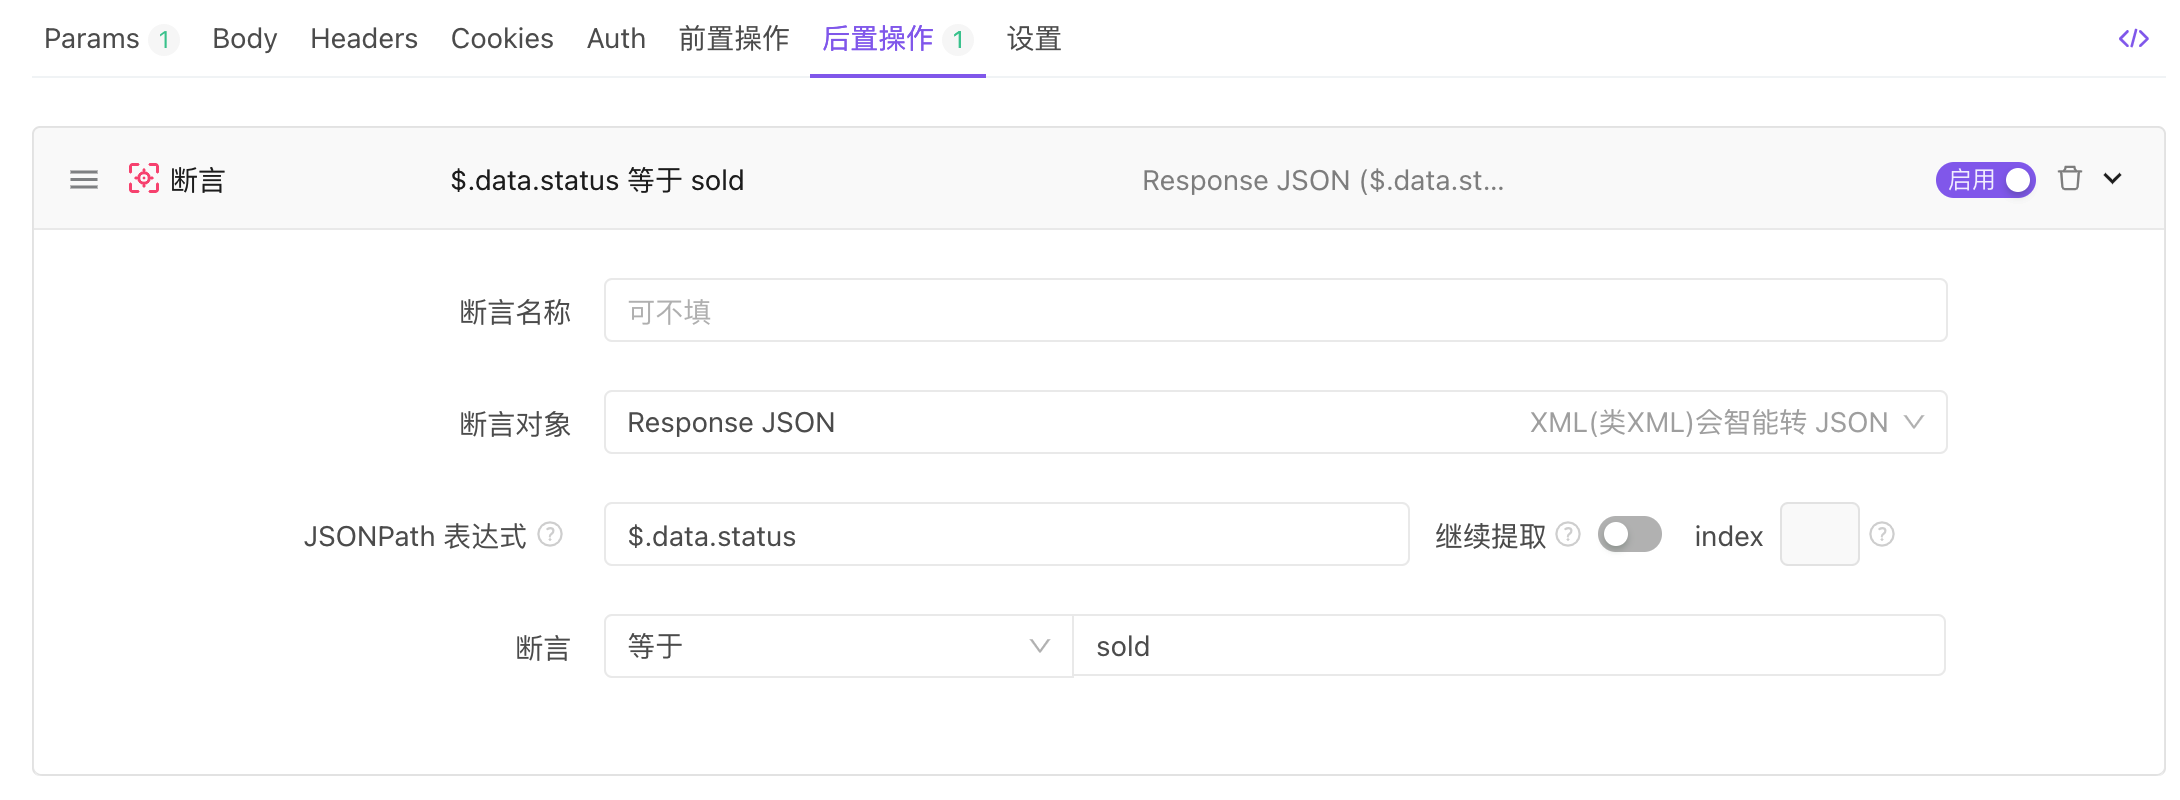 Params 1 Body Headers Cookies Auth 前置操作 后置操作 1 设置 </>
断言 $.data.status 等于 sold Response JSON ($.data.st... 启用
断言名称 可不填
断言对象 Response JSON XML(类XML)会智能转 JSON
JSONPath 表达式 ? $.data.status 继续提取 ? index ?
断言 等于 sold